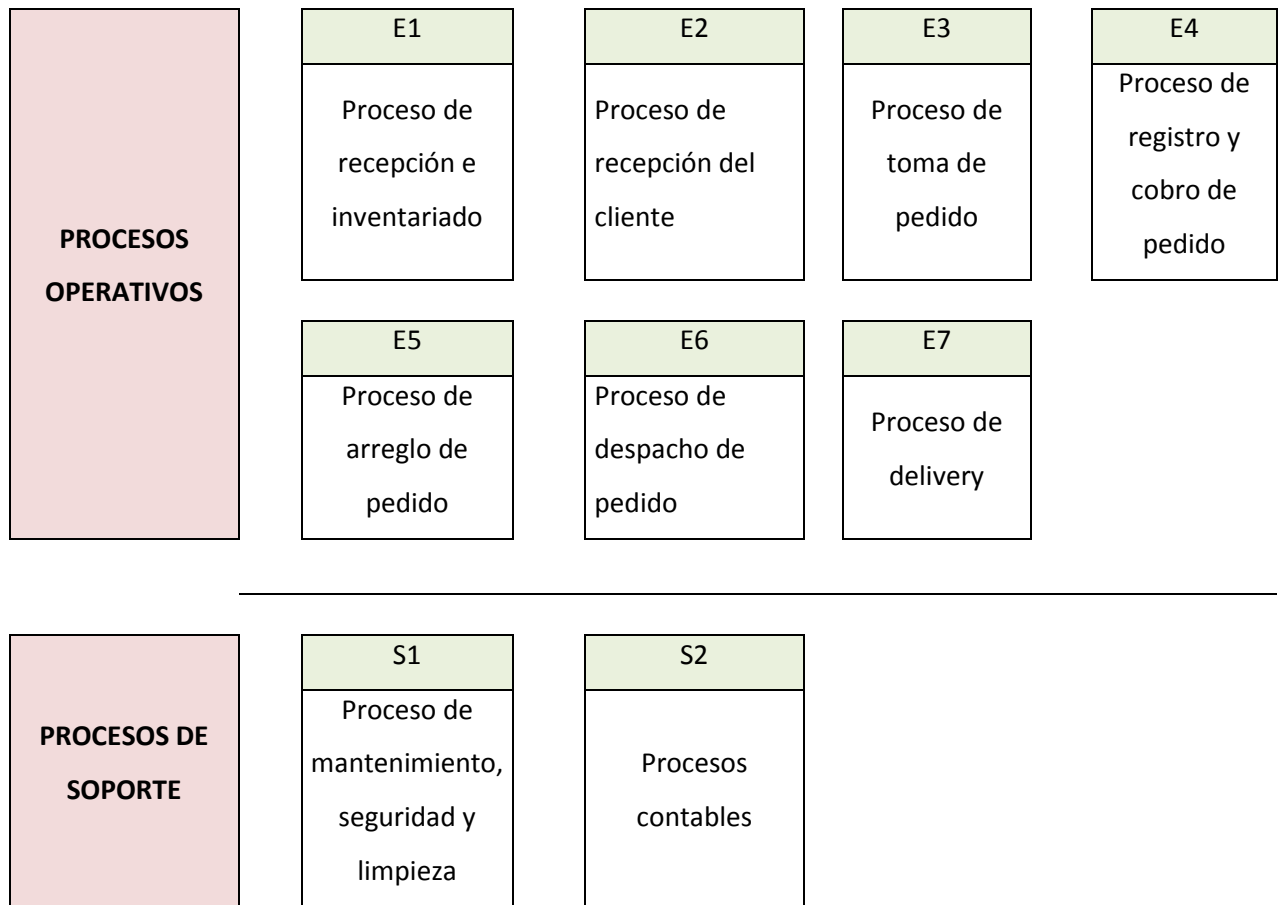 PROCESOS
OPERATIVOS
E1
Proceso de
recepción e
inventariado
E2
Proceso de
recepción del
cliente
E3
Proceso de
toma de
pedido
E4
Proceso de
registro y
cobro de
pedido
E5
Proceso de
arreglo de
pedido
E6
Proceso de
despacho de
pedido
E7
Proceso de
delivery
PROCESOS DE
SOPORTE
S1
Proceso de
mantenimiento,
seguridad y
limpieza
S2
Procesos
contables